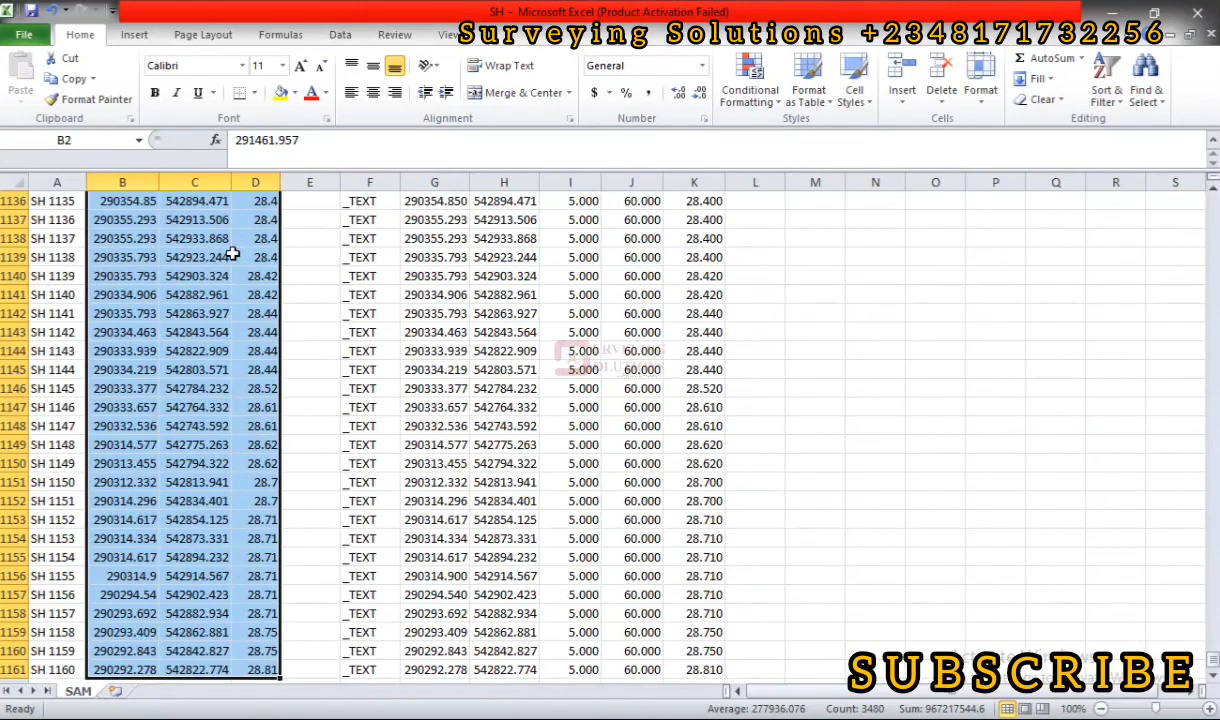 SH - Microsoft Excel (Product Activation Failed)
Surveying Solutions +2348171732256
File Home Insert Page Layout Formulas Data Review
Cut
Copy
Format Painter
Paste
Clipboard
Calibri 11
B I U
Font
Wrap Text
Merge & Center
Alignment
General
$ % ,
Number
Conditional Formatting
Format as Table
Cell Styles
Styles
Insert Delete Format
Cells
AutoSum
Fill
Clear
Sort & Filter
Find & Select
Editing
B2 fx 291461.957
A B C D E F G H I J K L M N O P Q R S
1136 SH 1135 290354.85 542894.471 28.4 _TEXT 290354.850 542894.471 5.000 60.000 28.400
1137 SH 1136 290355.293 542913.506 28.4 _TEXT 290355.293 542913.506 5.000 60.000 28.400
1138 SH 1137 290355.293 542933.868 28.4 _TEXT 290355.293 542933.868 5.000 60.000 28.400
1139 SH 1138 290335.793 542923.244 28.4 _TEXT 290335.793 542923.244 5.000 60.000 28.400
1140 SH 1139 290335.793 542903.324 28.42 _TEXT 290335.793 542903.324 5.000 60.000 28.420
1141 SH 1140 290334.906 542882.961 28.42 _TEXT 290334.906 542882.961 5.000 60.000 28.420
1142 SH 1141 290335.793 542863.927 28.44 _TEXT 290335.793 542863.927 5.000 60.000 28.440
1143 SH 1142 290334.463 542843.564 28.44 _TEXT 290334.463 542843.564 5.000 60.000 28.440
1144 SH 1143 290333.939 542822.909 28.44 _TEXT 290333.939 542822.909 5.000 60.000 28.440
1145 SH 1144 290334.219 542803.571 28.44 _TEXT 290334.219 542803.571 5.000 60.000 28.440
1146 SH 1145 290333.377 542784.232 28.52 _TEXT 290333.377 542784.232 5.000 60.000 28.520
1147 SH 1146 290333.657 542764.332 28.61 _TEXT 290333.657 542764.332 5.000 60.000 28.610
1148 SH 1147 290332.536 542743.592 28.61 _TEXT 290332.536 542743.592 5.000 60.000 28.610
1149 SH 1148 290314.577 542775.263 28.62 _TEXT 290314.577 542775.263 5.000 60.000 28.620
1150 SH 1149 290313.455 542794.322 28.62 _TEXT 290313.455 542794.322 5.000 60.000 28.620
1151 SH 1150 290312.332 542813.941 28.7 _TEXT 290312.332 542813.941 5.000 60.000 28.700
1152 SH 1151 290314.296 542834.401 28.7 _TEXT 290314.296 542834.401 5.000 60.000 28.700
1153 SH 1152 290314.617 542854.125 28.71 _TEXT 290314.617 542854.125 5.000 60.000 28.710
1154 SH 1153 290314.334 542873.331 28.71 _TEXT 290314.334 542873.331 5.000 60.000 28.710
1155 SH 1154 290314.617 542894.232 28.71 _TEXT 290314.617 542894.232 5.000 60.000 28.710
1156 SH 1155 290314.9 542914.567 28.71 _TEXT 290314.900 542914.567 5.000 60.000 28.710
1157 SH 1156 290294.54 542902.423 28.71 _TEXT 290294.540 542902.423 5.000 60.000 28.710
1158 SH 1157 290293.692 542882.934 28.71 _TEXT 290293.692 542882.934 5.000 60.000 28.710
1159 SH 1158 290293.409 542862.881 28.75 _TEXT 290293.409 542862.881 5.000 60.000 28.750
1160 SH 1159 290292.843 542842.827 28.75 _TEXT 290292.843 542842.827 5.000 60.000 28.750
1161 SH 1160 290292.278 542822.774 28.81 _TEXT 290292.278 542822.774 5.000 60.000 28.810
SUBSCRIBE
SAM
Ready Average: 277936.076 Count: 3480 Sum: 967217544.6 100%